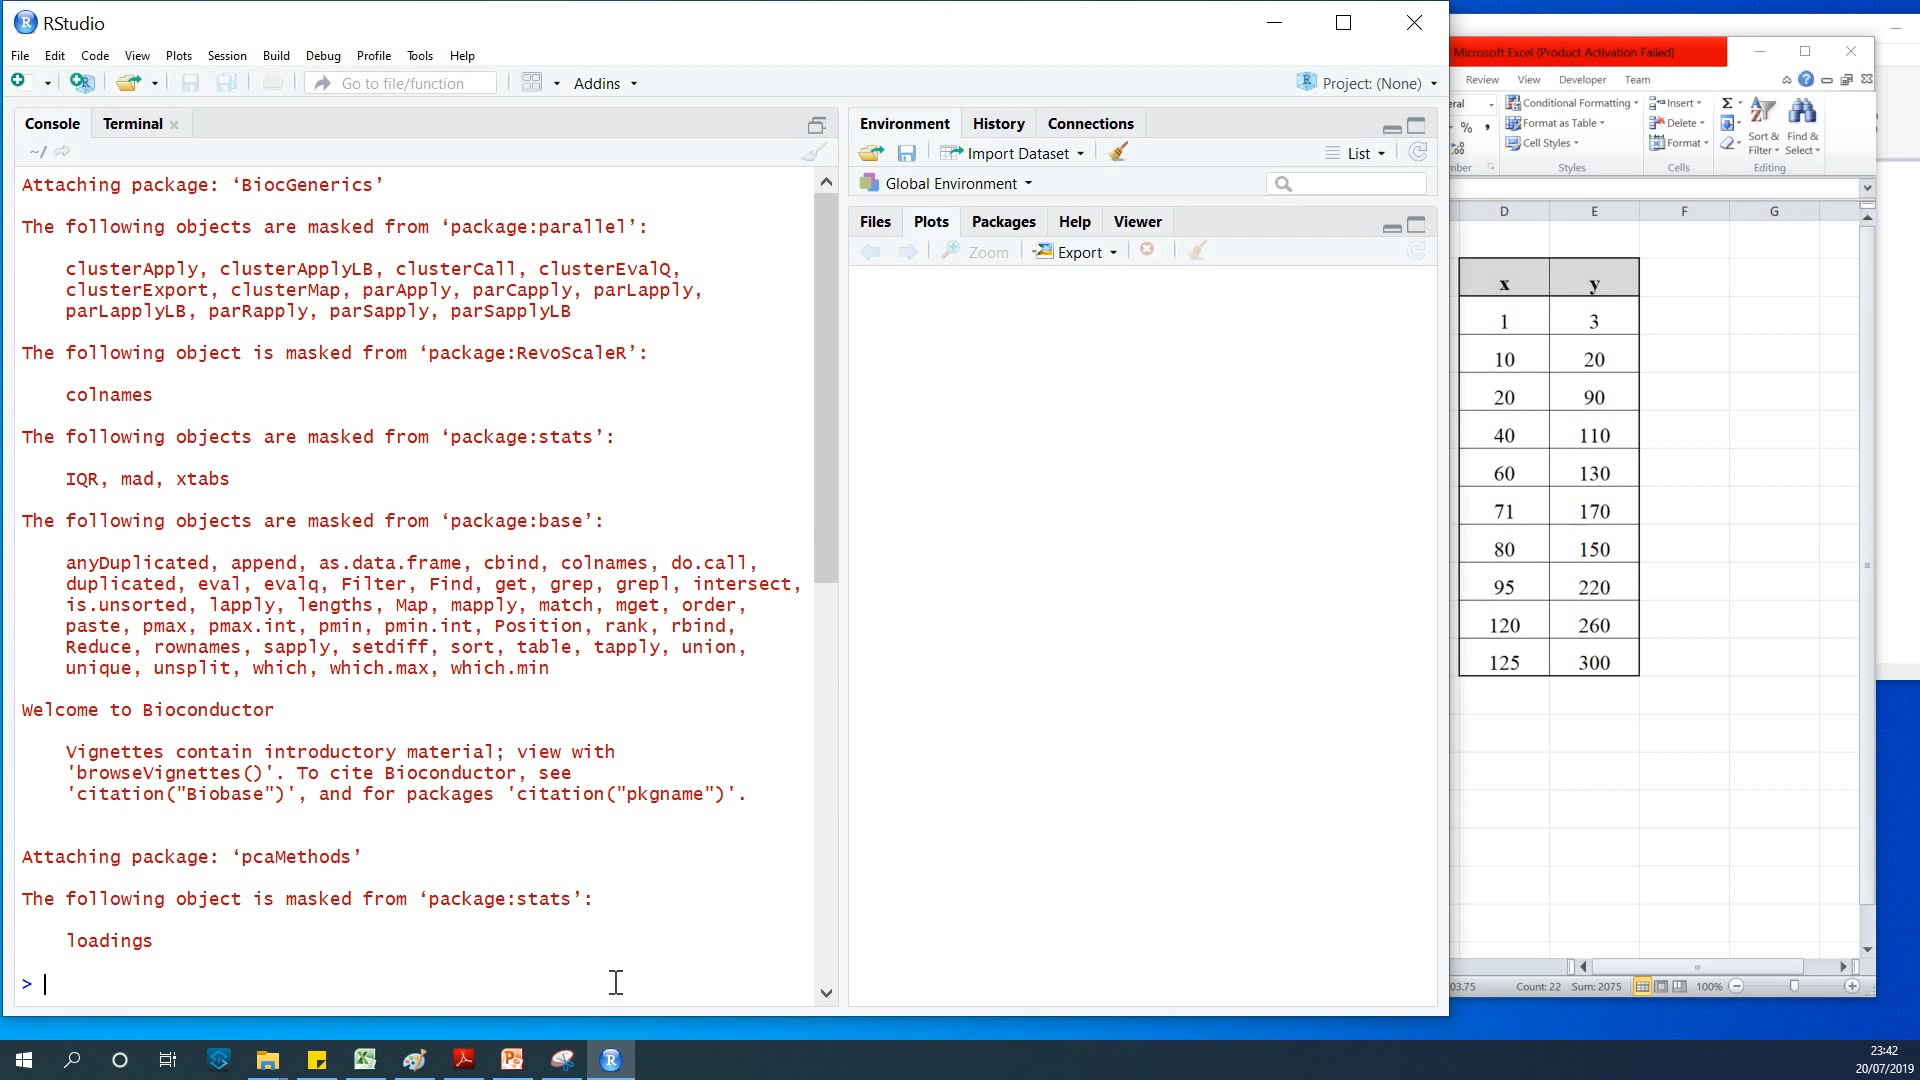 RStudio
File Edit Code View Plots Session Build Debug Profile Tools Help
Go to file/function
Addins
Project: (None)
Console Terminal
~/
Attaching package: ‘BiocGenerics’
The following objects are masked from ‘package:parallel’:
clusterApply, clusterApplyLB, clusterCall, clusterEvalQ,
clusterExport, clusterMap, parApply, parCapply, parLapply,
parLapplyLB, parRapply, parSapply, parSapplyLB
The following object is masked from ‘package:RevoScaleR’:
colnames
The following objects are masked from ‘package:stats’:
IQR, mad, xtabs
The following objects are masked from ‘package:base’:
anyDuplicated, append, as.data.frame, cbind, colnames, do.call,
duplicated, eval, evalq, Filter, Find, get, grep, grepl, intersect,
is.unsorted, lapply, lengths, Map, mapply, match, mget, order,
paste, pmax, pmax.int, pmin, pmin.int, Position, rank, rbind,
Reduce, rownames, sapply, setdiff, sort, table, tapply, union,
unique, unsplit, which, which.max, which.min
Welcome to Bioconductor
Vignettes contain introductory material; view with
'browseVignettes()'. To cite Bioconductor, see
'citation("Biobase")', and for packages 'citation("pkgname")'.
Attaching package: ‘pcaMethods’
The following object is masked from ‘package:stats’:
loadings
>
Environment History Connections
Import Dataset
List
Global Environment
Files Plots Packages Help Viewer
Zoom Export
Microsoft Excel (Product Activation Failed)
Review View Developer Team
eral
Conditional Formatting
Format as Table
Cell Styles
Styles
Insert
Delete
Format
Cells
Σ
Sort & Filter
Find & Select
Editing
%
mber
D E F G
x y
1 3
10 20
20 90
40 110
60 130
71 170
80 150
95 220
120 260
125 300
03.75 Count: 22 Sum: 2075 100%
23:42
20/07/2019